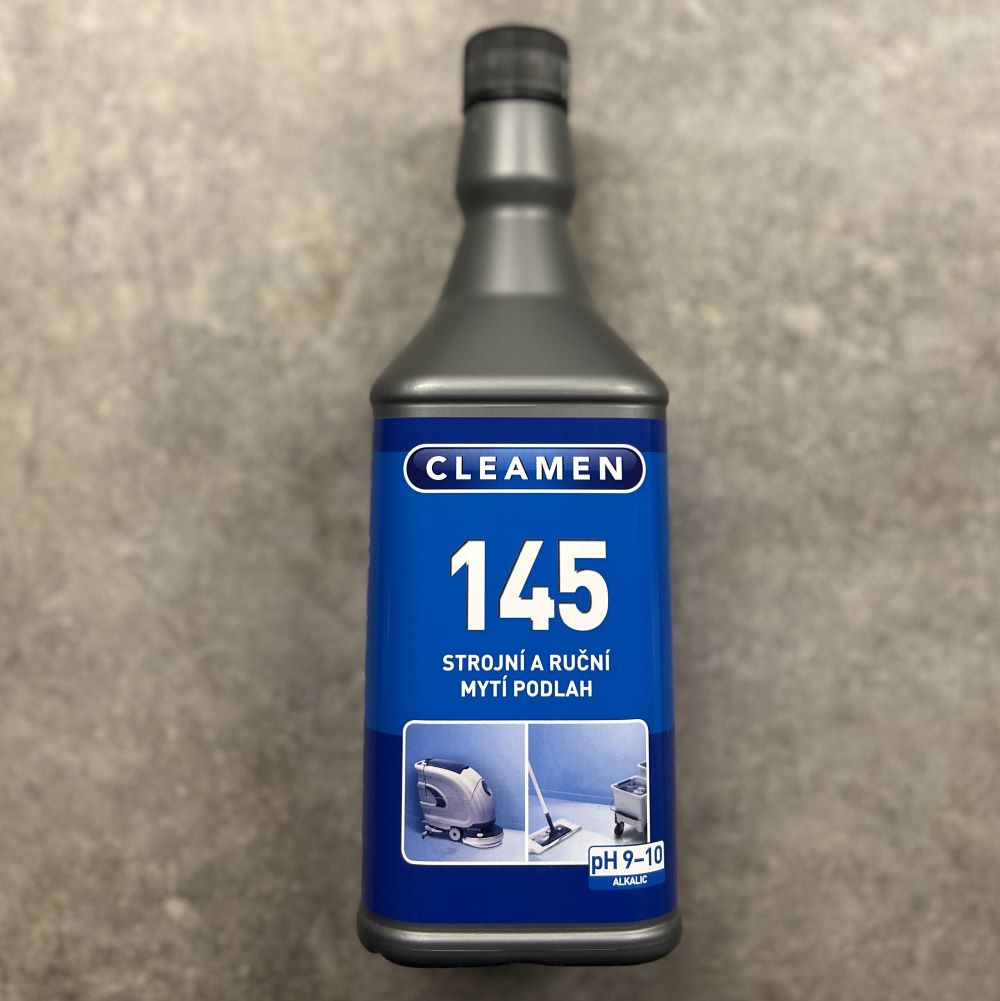 CLEAMEN
145
STROJNÍ A RUČNÍ
MYTÍ PODLAH
pH 9–10
ALKALIC